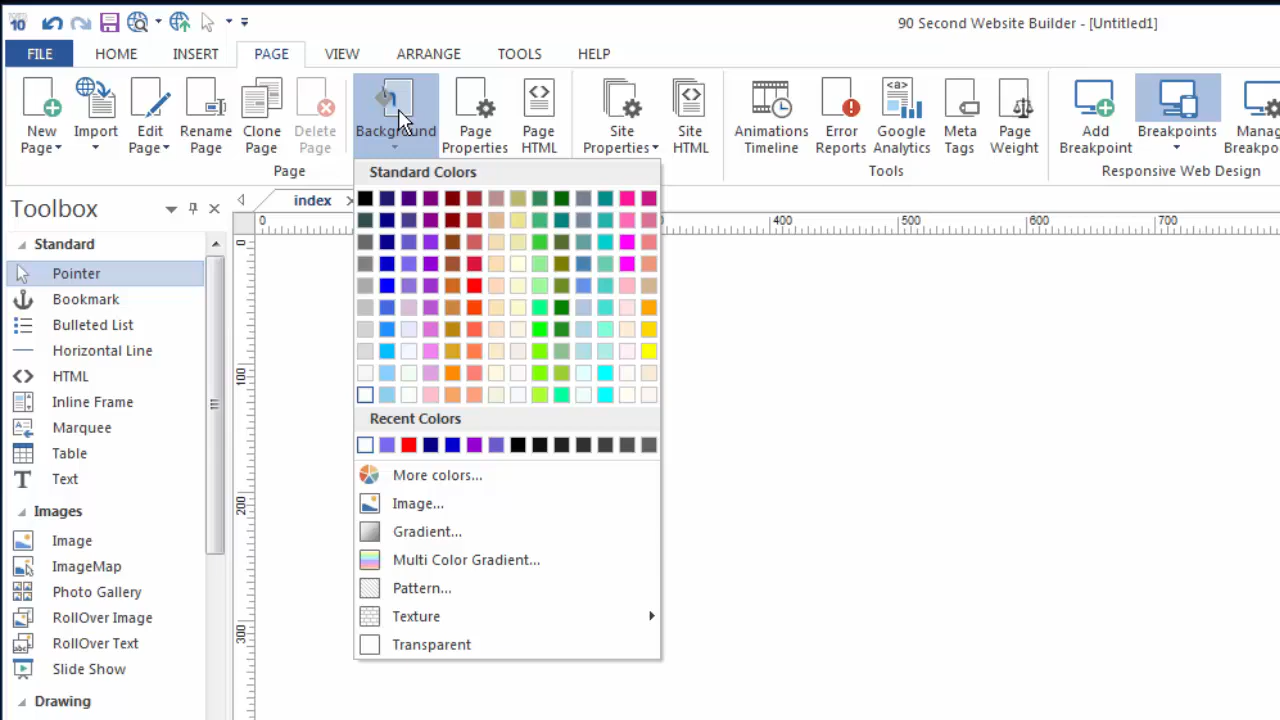 10
90 Second Website Builder - [Untitled1]
FILE HOME INSERT PAGE VIEW ARRANGE TOOLS HELP
New Page Import Edit Page Rename Page Clone Page Delete Page Background Page Properties Page HTML Site Properties Site HTML Animations Timeline Error Reports Google Analytics Meta Tags Page Weight Add Breakpoint Breakpoints
Page Tools Responsive Web Design
Toolbox
Standard
Pointer
Bookmark
Bulleted List
Horizontal Line
HTML
Inline Frame
Marquee
Table
Text
Images
Image
ImageMap
Photo Gallery
RollOver Image
RollOver Text
Slide Show
Drawing
index
0 400 500 600 700
0
100
200
300
Standard Colors
Recent Colors
More colors...
Image...
Gradient...
Multi Color Gradient...
Pattern...
Texture
Transparent